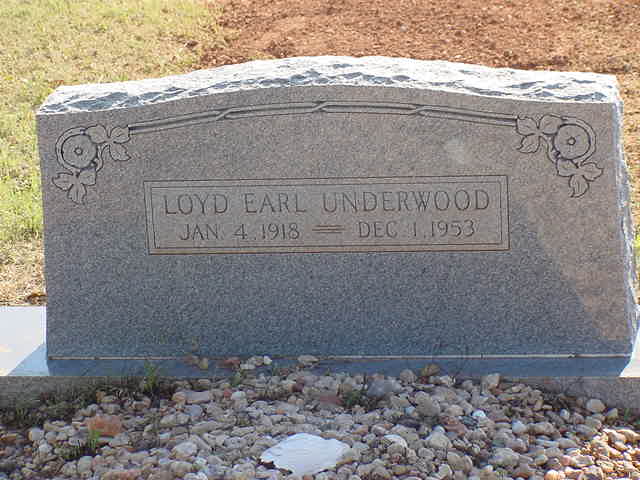 LOYD EARL UNDERWOOD
JAN. 4, 1918 = DEC. 1, 1953